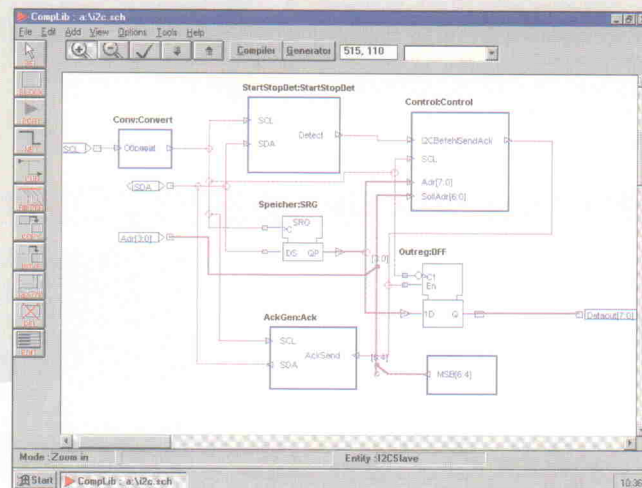 CompLib : a:\i2c.sch
File Edit Add View Options Tools Help
Compiler Generator 515, 110
StartStopDet:StartStopDet
Control:Control
Conv:Convert
SCL
SCL
SDA
Detect
SCL
Adr[7:0]
SollAdr[6:0]
SDA
Speicher:SRG
Adr[3:0]
SRG
C
DS QP
[3:0]
Outreg:DFF
C1
En
1D Q
Dataout[7:0]
AckGen:Ack
SCL
SDA
AckSend
[6:4]
MSB[6:4]
Mode :Zoom in
Entity :I2CSlave
Start CompLib : a:\i2c.sch